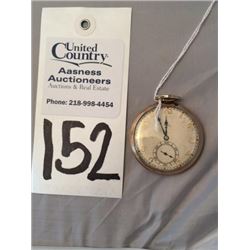 United
Country
Aasness
Auctioneers
Auctions & Real Estate
Phone: 218-998-4454
152